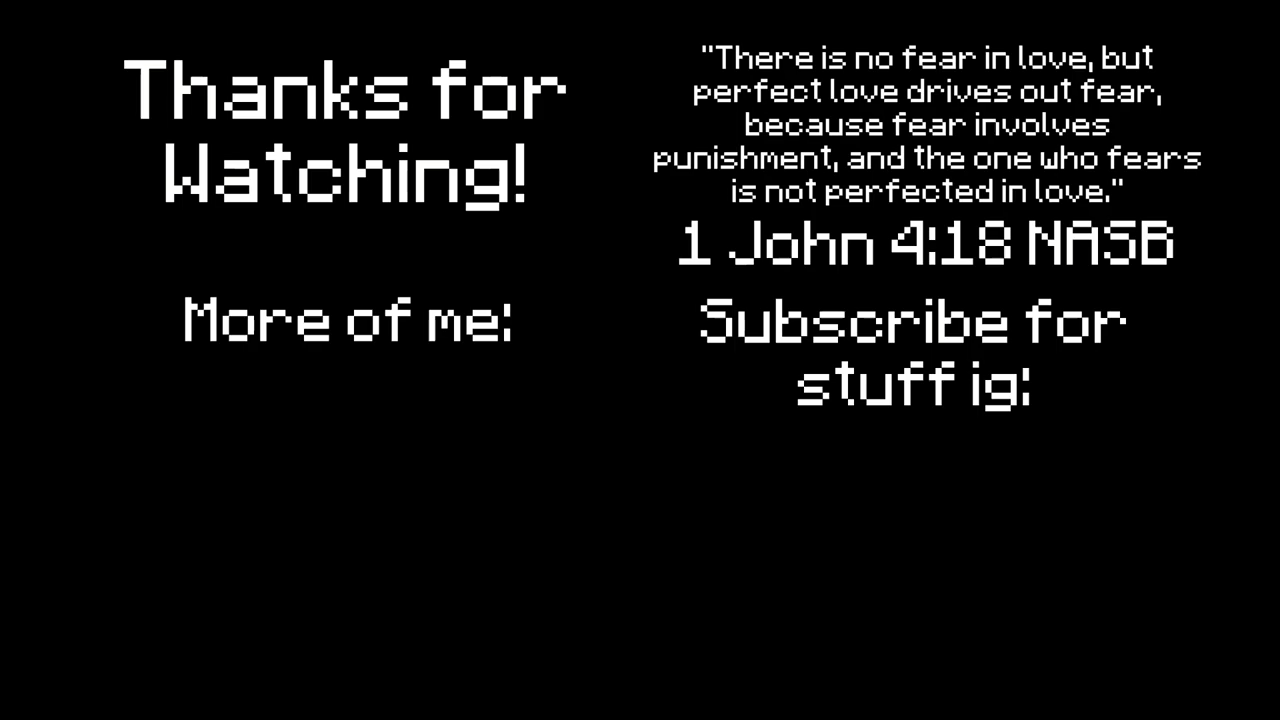 Thanks for
Watching!
"There is no fear in love, but
perfect love drives out fear,
because fear involves
punishment, and the one who fears
is not perfected in love."
1 John 4:18 NASB
More of me:
Subscribe for
stuff ig: